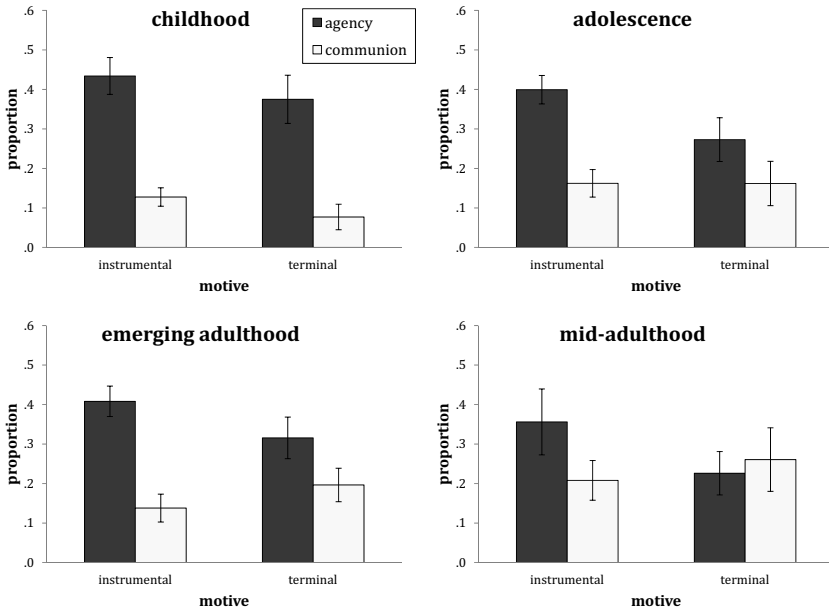 childhood
agency
communion
proportion
.6
.5
.4
.3
.2
.1
.0
instrumental terminal
motive
adolescence
proportion
.6
.5
.4
.3
.2
.1
.0
instrumental terminal
motive
emerging adulthood
proportion
.6
.5
.4
.3
.2
.1
.0
instrumental terminal
motive
mid-adulthood
proportion
.6
.5
.4
.3
.2
.1
.0
instrumental terminal
motive